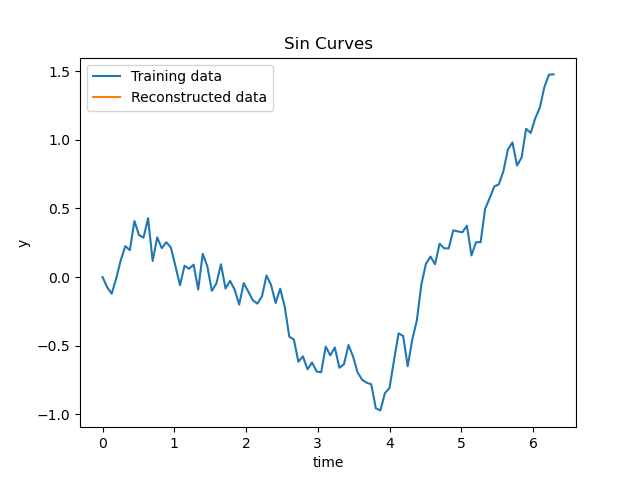 Sin Curves
Training data
Reconstructed data
1.5
1.0
0.5
0.0
−0.5
−1.0
y
0 1 2 3 4 5 6
time